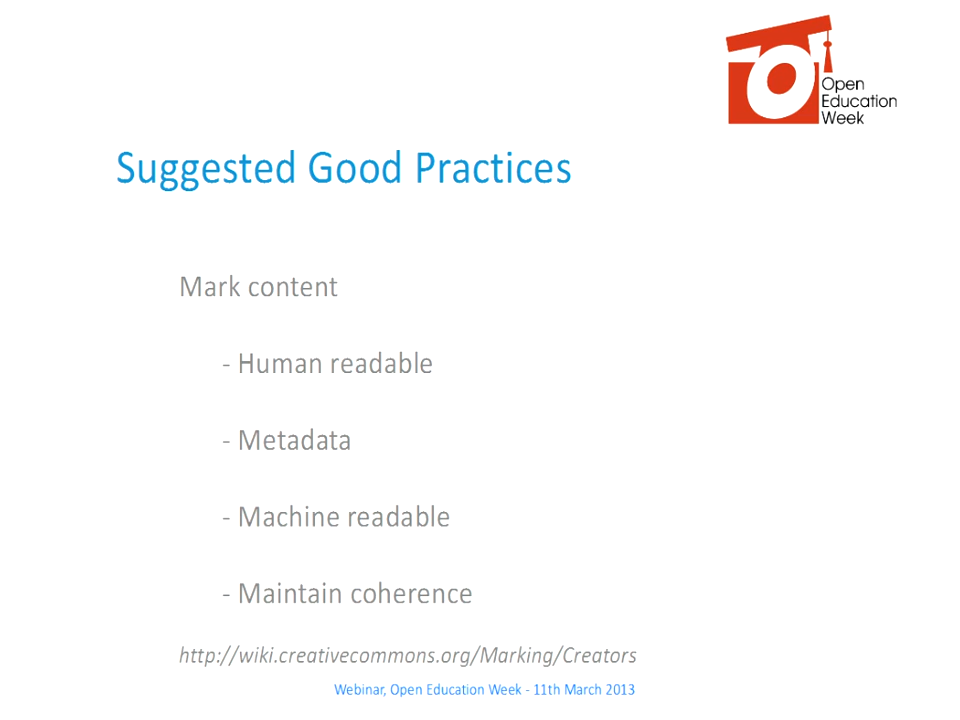 Open
Education
Week
Suggested Good Practices
Mark content
- Human readable
- Metadata
- Machine readable
- Maintain coherence
http://wiki.creativecommons.org/Marking/Creators
Webinar, Open Education Week - 11th March 2013